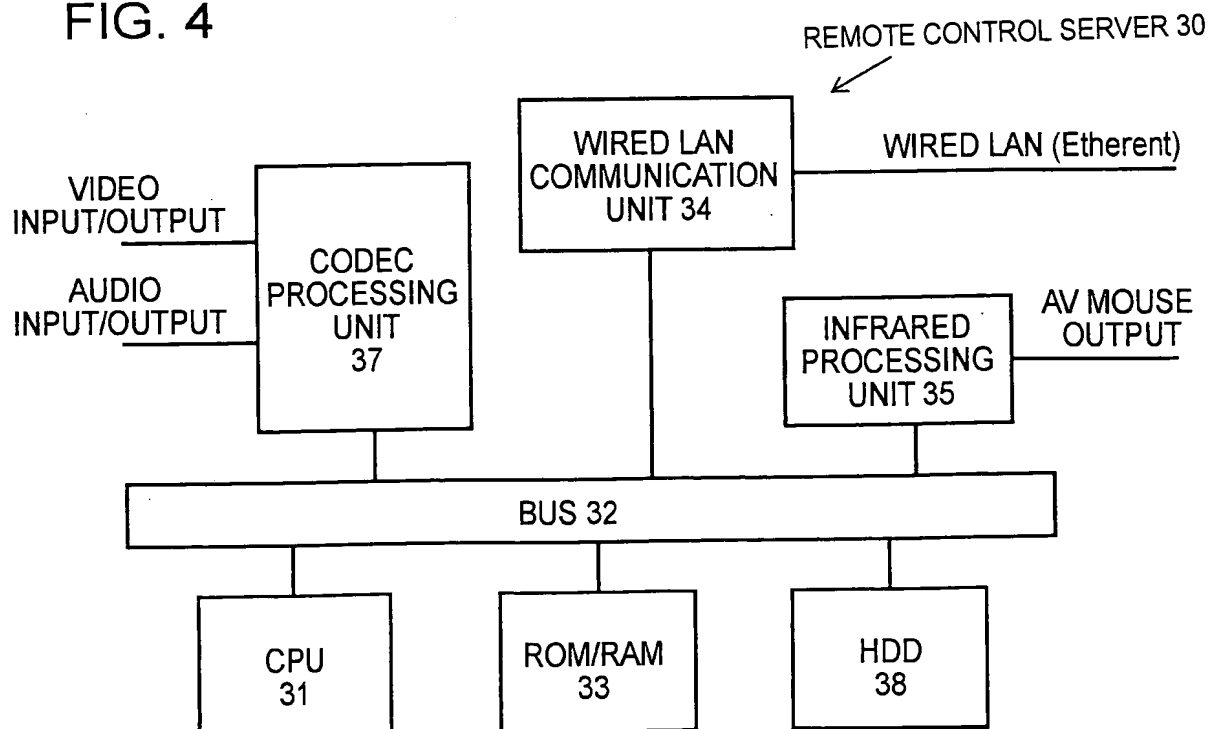 FIG. 4
REMOTE CONTROL SERVER 30
WIRED LAN
COMMUNICATION
UNIT 34
WIRED LAN (Etherent)
VIDEO
INPUT/OUTPUT
AUDIO
INPUT/OUTPUT
CODEC
PROCESSING
UNIT
37
INFRARED
PROCESSING
UNIT 35
AV MOUSE
OUTPUT
BUS 32
CPU
31
ROM/RAM
33
HDD
38